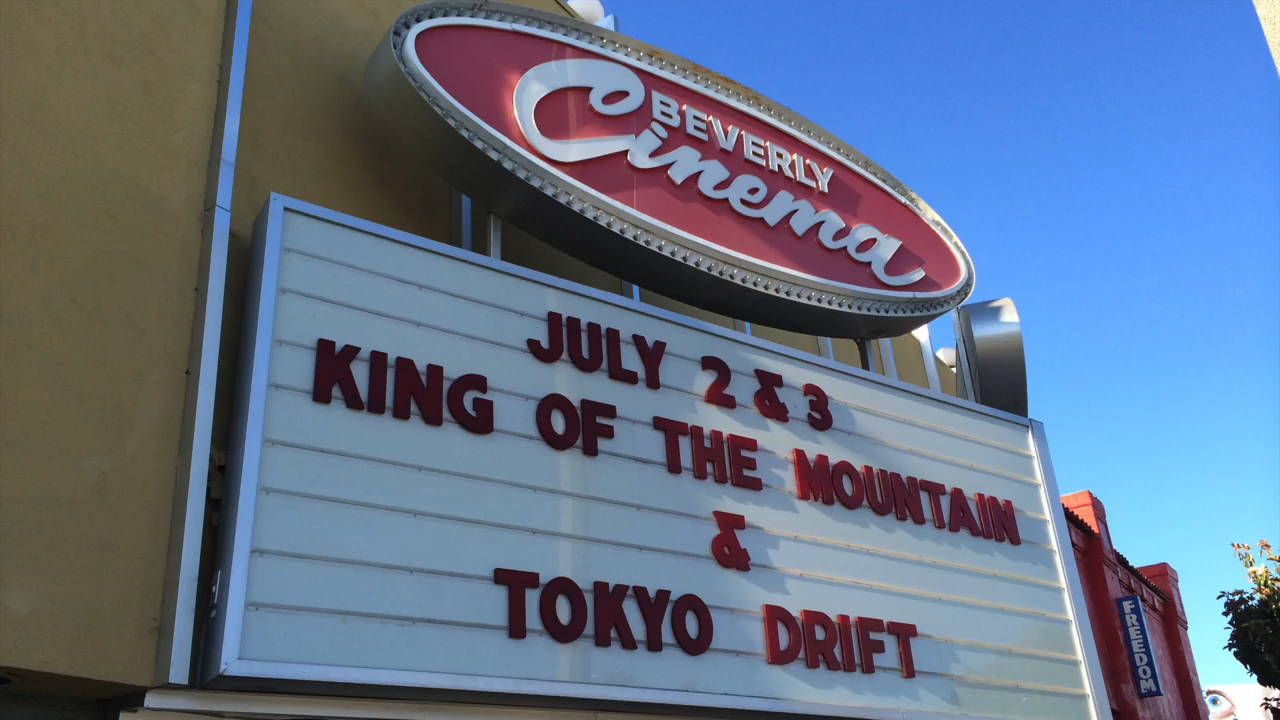 BEVERLY
Cinema
JULY 2 & 3
KING OF THE MOUNTAIN
&
TOKYO DRIFT
FREEDOM